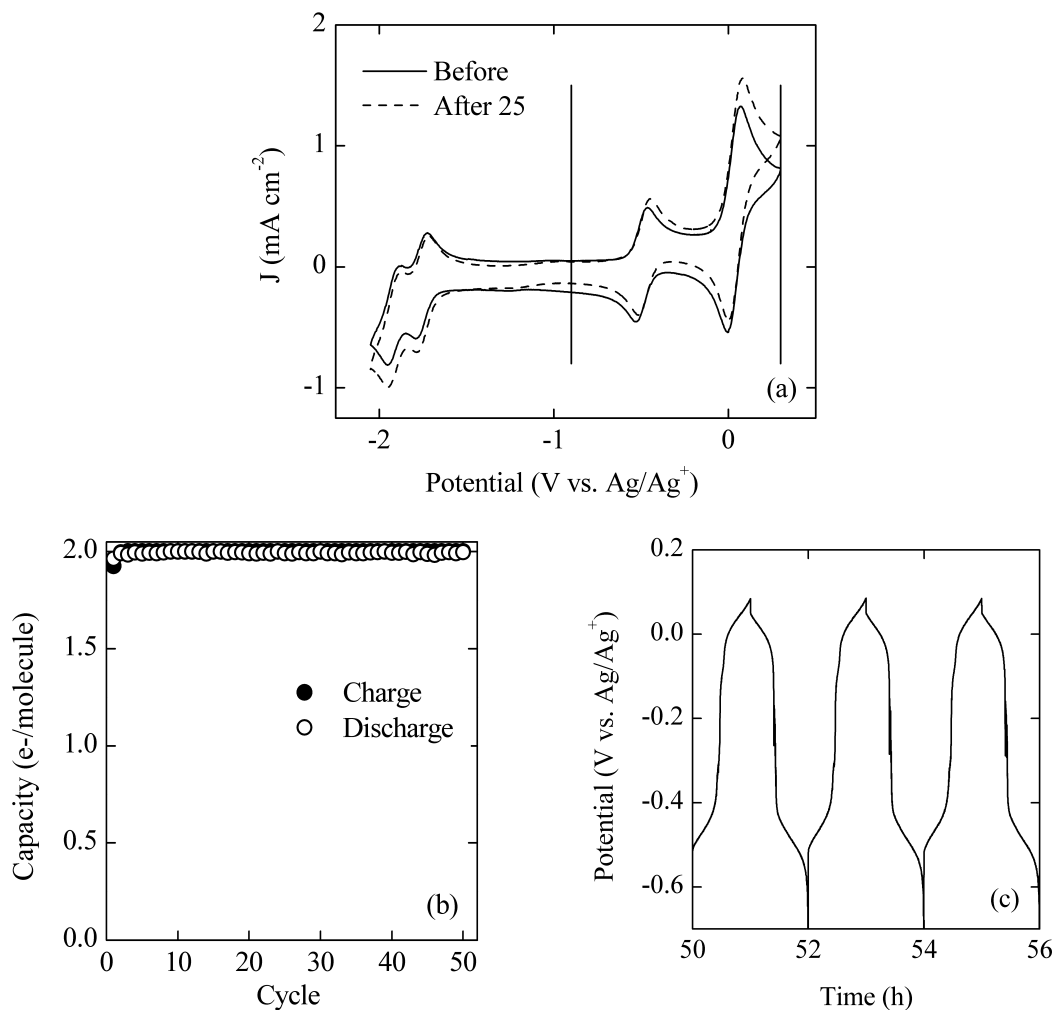 2
1
0
-1
J (mA cm⁻²)
Before
After 25
(a)
-2 -1 0
Potential (V vs. Ag/Ag⁺)
2.0
1.5
1.0
0.5
0.0
Capacity (e-/molecule)
Charge
Discharge
(b)
0 10 20 30 40 50
Cycle
0.2
0.0
-0.2
-0.4
-0.6
Potential (V vs. Ag/Ag⁺)
(c)
50 52 54 56
Time (h)